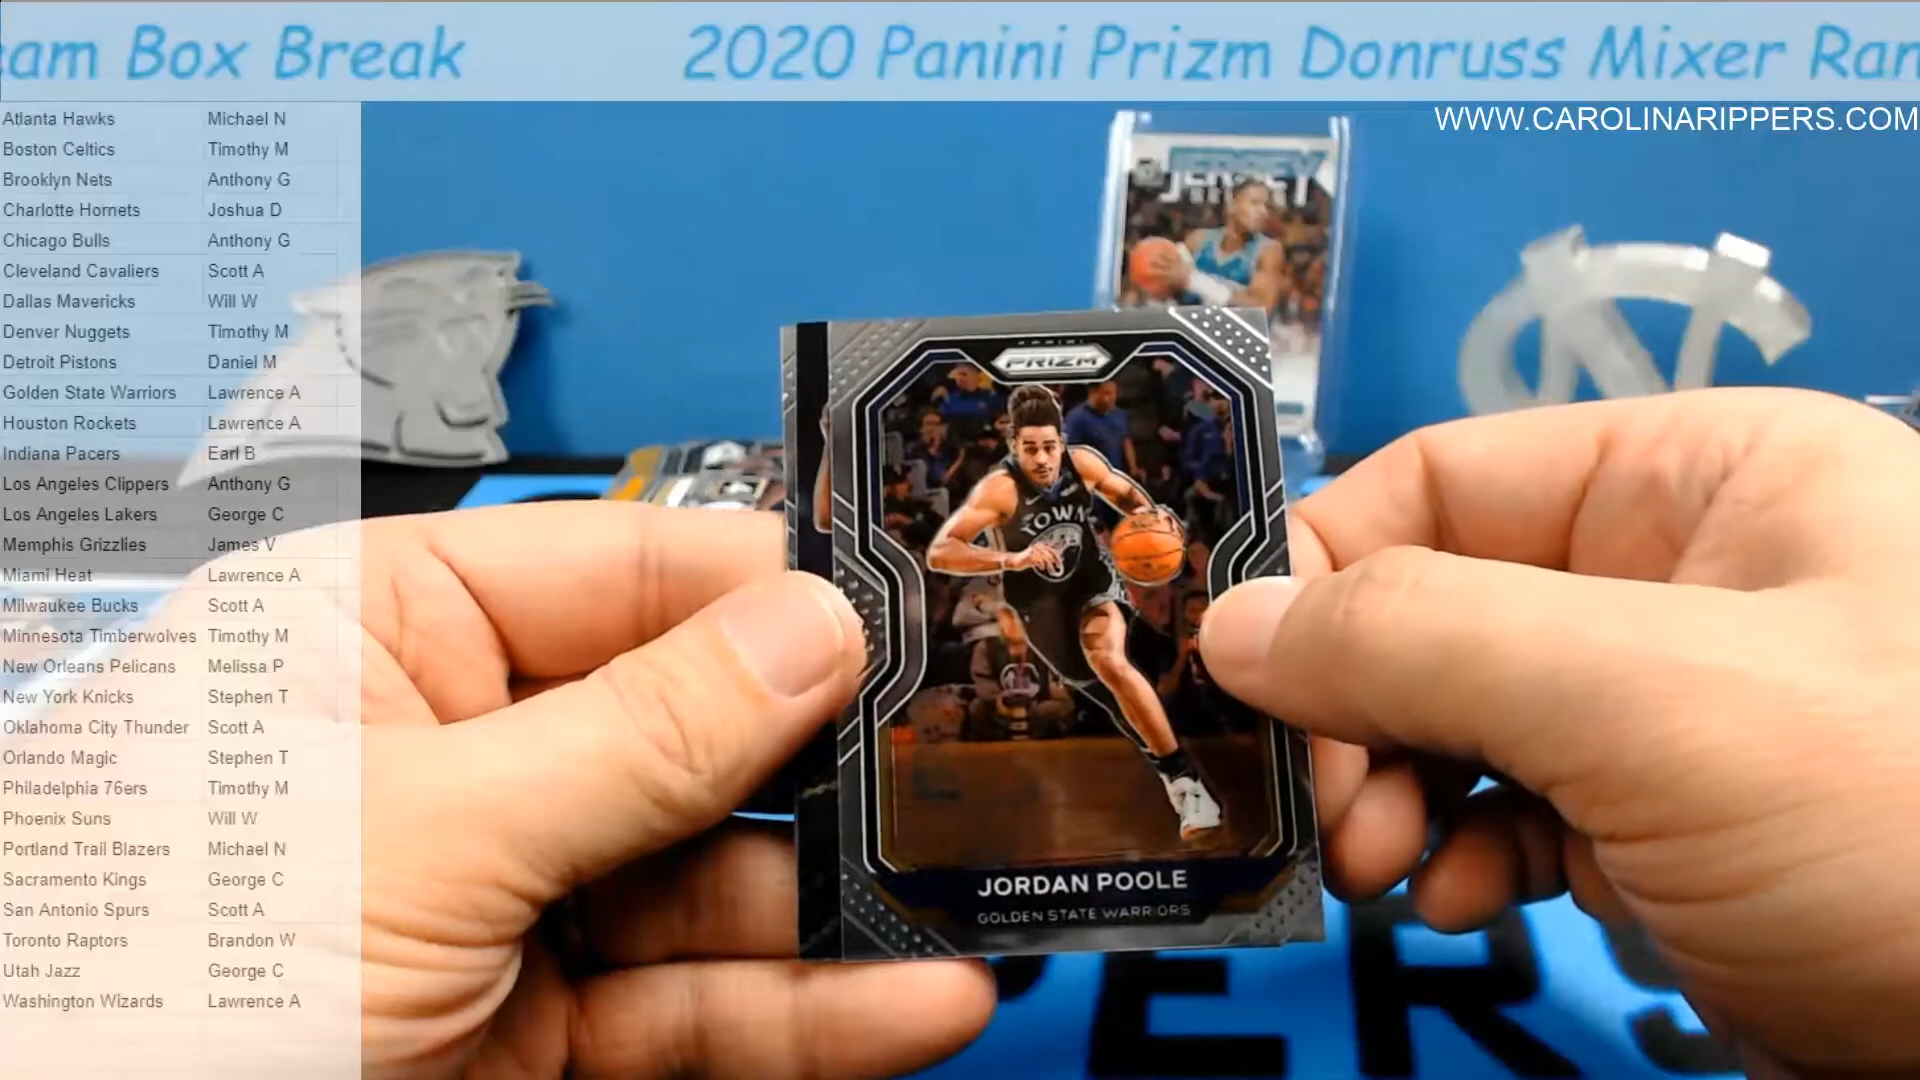 am Box Break 2020 Panini Prizm Donruss Mixer Ran
WWW.CAROLINARIPPERS.COM
Atlanta Hawks Michael N
Boston Celtics Timothy M
Brooklyn Nets Anthony G
Charlotte Hornets Joshua D
Chicago Bulls Anthony G
Cleveland Cavaliers Scott A
Dallas Mavericks Will W
Denver Nuggets Timothy M
Detroit Pistons Daniel M
Golden State Warriors Lawrence A
Houston Rockets Lawrence A
Indiana Pacers Earl B
Los Angeles Clippers Anthony G
Los Angeles Lakers George C
Memphis Grizzlies James V
Miami Heat Lawrence A
Milwaukee Bucks Scott A
Minnesota Timberwolves Timothy M
New Orleans Pelicans Melissa P
New York Knicks Stephen T
Oklahoma City Thunder Scott A
Orlando Magic Stephen T
Philadelphia 76ers Timothy M
Phoenix Suns Will W
Portland Trail Blazers Michael N
Sacramento Kings George C
San Antonio Spurs Scott A
Toronto Raptors Brandon W
Utah Jazz George C
Washington Wizards Lawrence A
JERSEY
PANINI
PRIZM
TOWN
JORDAN POOLE
GOLDEN STATE WARRIORS
PERS